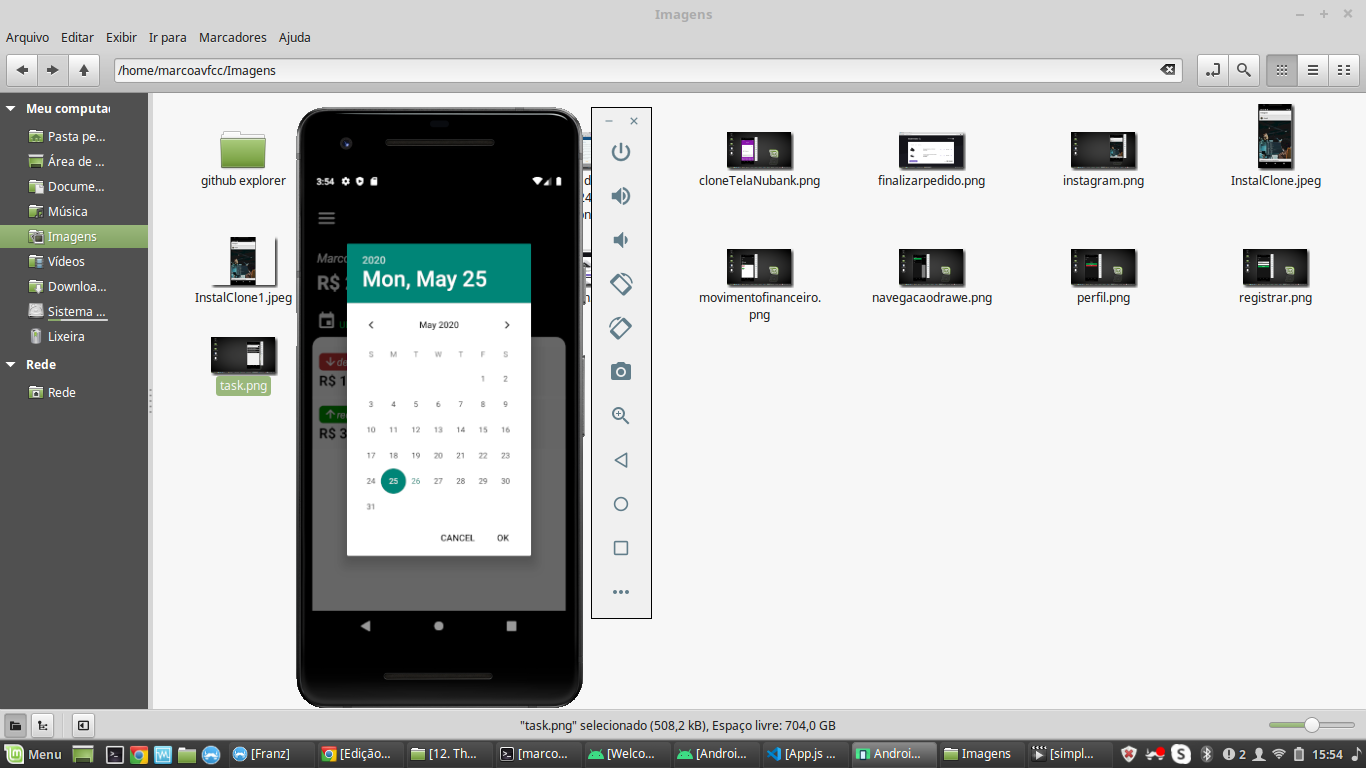 Imagens
Arquivo Editar Exibir Ir para Marcadores Ajuda
/home/marcoavfcc/Imagens
Meu computa
Pasta pe...
Área de ...
Docume...
Música
Imagens
Vídeos
Downloa...
Sistema ...
Lixeira
Rede
Rede
github explorer
cloneTelaNubank.png
finalizarpedido.png
instagram.png
InstalClone.jpeg
InstalClone1.jpeg
movimentofinanceiro.
png
navegacaodrawe.png
perfil.png
registrar.png
task.png
3:54
Marco
R$
2020
Mon, May 25
May 2020
S M T W T F S
1 2
3 4 5 6 7 8 9
10 11 12 13 14 15 16
17 18 19 20 21 22 23
24 25 26 27 28 29 30
31
CANCEL OK
de
R$ 1
re
R$ 3
"task.png" selecionado (508,2 kB), Espaço livre: 704,0 GB
Menu
[Franz]
[Edição...
[12. Th...
[marco...
[Welco...
[Androi...
[App.js ...
Androi...
Imagens
[simpl...
2
15:54